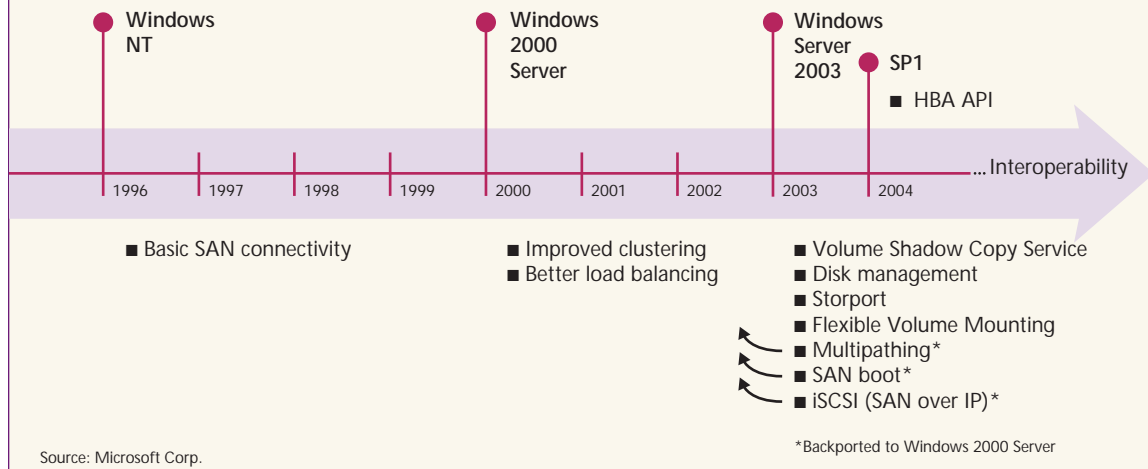 Windows
NT
Windows
2000
Server
Windows
Server
2003
SP1
■ HBA API
... Interoperability
1996
1997
1998
1999
2000
2001
2002
2003
2004
■ Basic SAN connectivity
■ Improved clustering
■ Better load balancing
■ Volume Shadow Copy Service
■ Disk management
■ Storport
■ Flexible Volume Mounting
■ Multipathing*
■ SAN boot*
■ iSCSI (SAN over IP)*
*Backported to Windows 2000 Server
Source: Microsoft Corp.